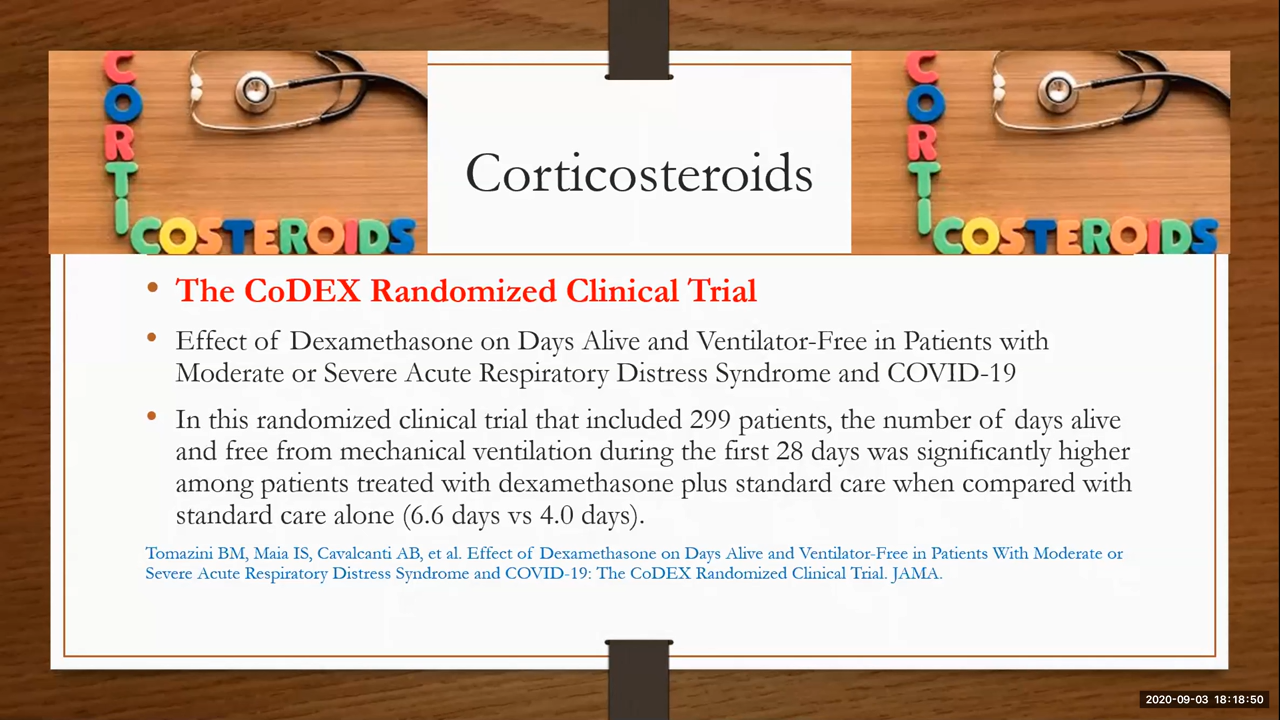 CORTICOSTEROIDS
Corticosteroids
CORTICOSTEROIDS
• The CoDEX Randomized Clinical Trial
• Effect of Dexamethasone on Days Alive and Ventilator-Free in Patients with
Moderate or Severe Acute Respiratory Distress Syndrome and COVID-19
• In this randomized clinical trial that included 299 patients, the number of days alive
and free from mechanical ventilation during the first 28 days was significantly higher
among patients treated with dexamethasone plus standard care when compared with
standard care alone (6.6 days vs 4.0 days).
Tomazini BM, Maia IS, Cavalcanti AB, et al. Effect of Dexamethasone on Days Alive and Ventilator-Free in Patients With Moderate or
Severe Acute Respiratory Distress Syndrome and COVID-19: The CoDEX Randomized Clinical Trial. JAMA.
2020-09-03 18:18:50